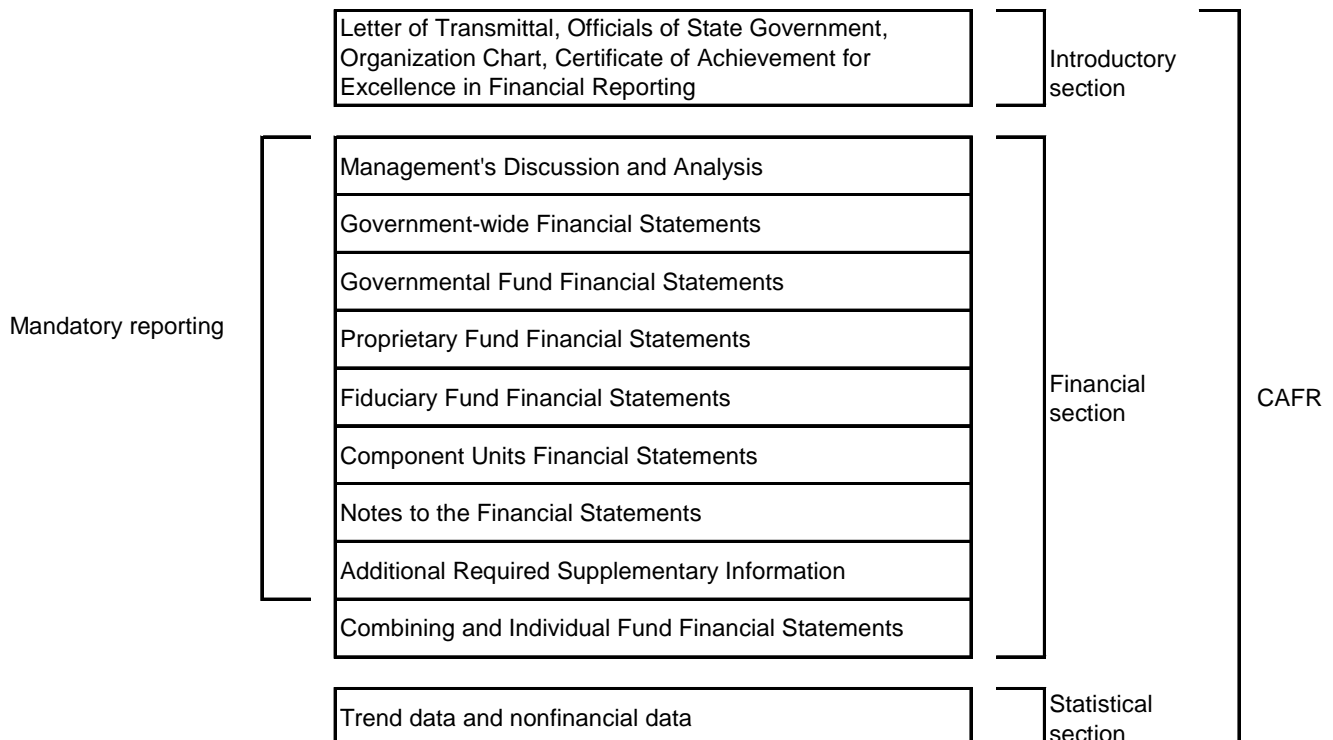 Letter of Transmittal, Officials of State Government,
Organization Chart, Certificate of Achievement for
Excellence in Financial Reporting
Introductory
section
Management's Discussion and Analysis
Government-wide Financial Statements
Governmental Fund Financial Statements
Mandatory reporting
Proprietary Fund Financial Statements
Fiduciary Fund Financial Statements
Financial
section
CAFR
Component Units Financial Statements
Notes to the Financial Statements
Additional Required Supplementary Information
Combining and Individual Fund Financial Statements
Trend data and nonfinancial data
Statistical
section